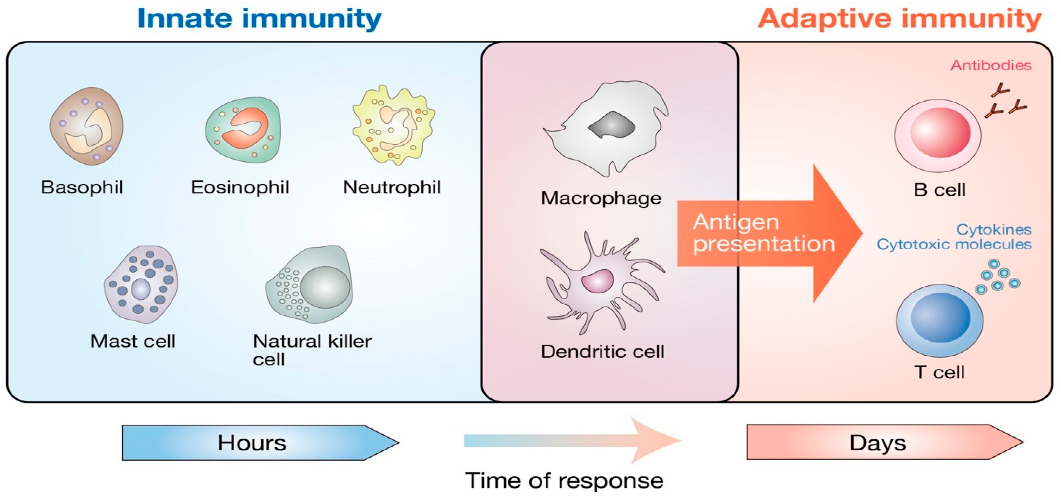 Innate immunity
Adaptive immunity
Basophil
Eosinophil
Neutrophil
Mast cell
Natural killer
cell
Macrophage
Dendritic cell
Antigen
presentation
Antibodies
B cell
Cytokines
Cytotoxic molecules
T cell
Hours
Time of response
Days